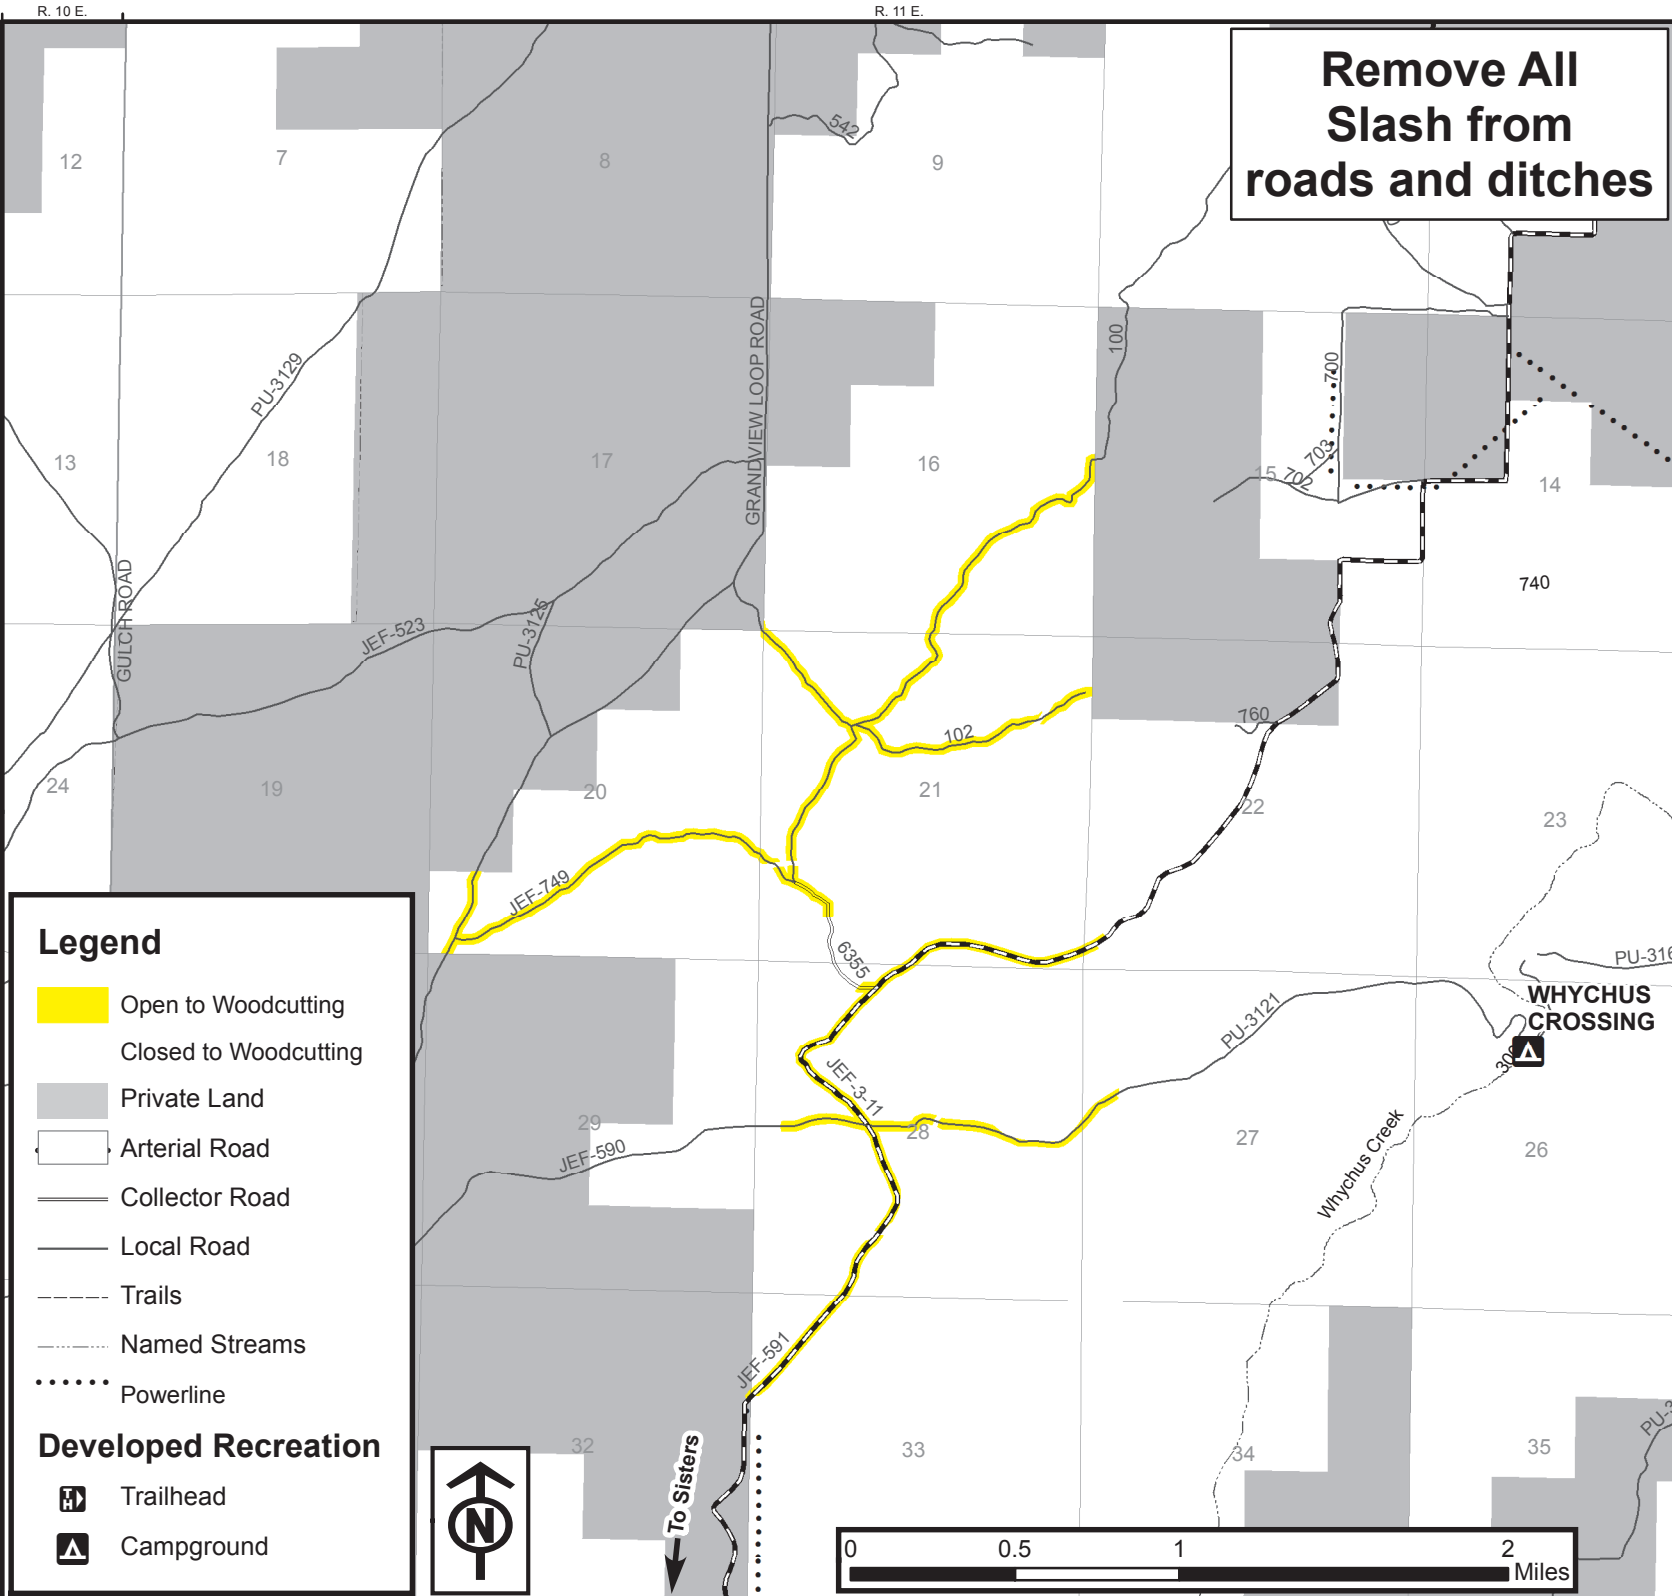 R. 10 E.
R. 11 E.
Remove All
Slash from
roads and ditches
12
7
8
9
542
PU-3129
GRANDVIEW LOOP ROAD
100
700
703
702
13
18
17
16
15
14
740
GULCH ROAD
JEF-523
PU-3125
760
102
24
19
20
21
22
23
JEF-749
6355
PU-316
WHYCHUS
CROSSING
PU-3121
JEF-3-11
29
28
27
26
JEF-590
Whychus Creek
JEF-591
PU-3
32
33
34
35
To Sisters
Legend
Open to Woodcutting
Closed to Woodcutting
Private Land
Arterial Road
Collector Road
Local Road
Trails
Named Streams
Powerline
Developed Recreation
TH
Trailhead
Campground
N
0 0.5 1 2
Miles